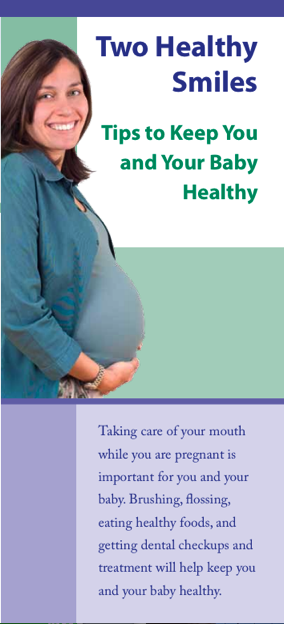 Two Healthy
Smiles
Tips to Keep You
and Your Baby
Healthy
Taking care of your mouth
while you are pregnant is
important for you and your
baby. Brushing, flossing,
eating healthy foods, and
getting dental checkups and
treatment will help keep you
and your baby healthy.